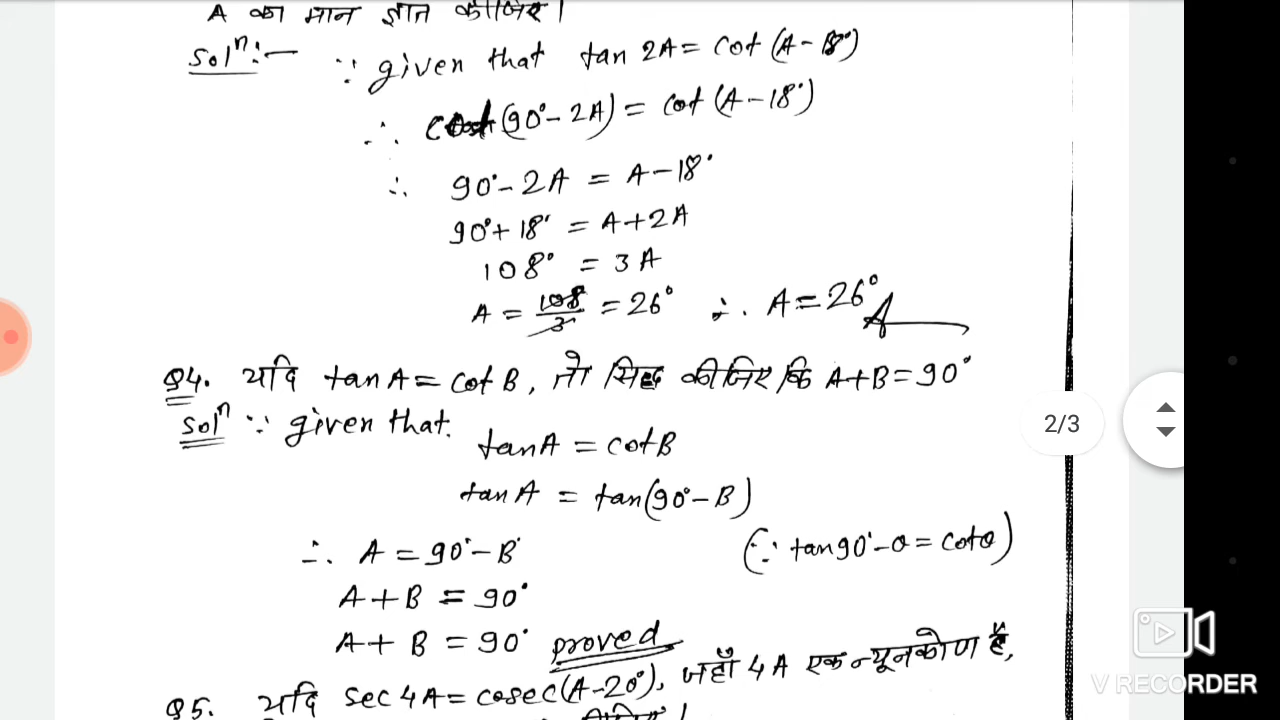 A का मान ज्ञात कीजिए।
Solⁿ:— ∵ given that tan 2A = cot (A − 18°)
∴ cot (90° − 2A) = cot (A − 18°)
∴ 90° − 2A = A − 18°
90° + 18° = A + 2A
108° = 3A
A = 108/3 = 26° ∴ A = 26°
Q4. यदि tan A = cot B, तो सिद्ध कीजिए कि A + B = 90°
Solⁿ ∵ given that.
tan A = cot B
2/3
tan A = tan (90° − B)
∴ A = 90° − B (∵ tan 90° − θ = cot θ)
A + B = 90°
A + B = 90° proved
Q5. यदि sec 4A = cosec (A − 20°), जहाँ 4A एक न्यूनकोण है,
V RECORDER